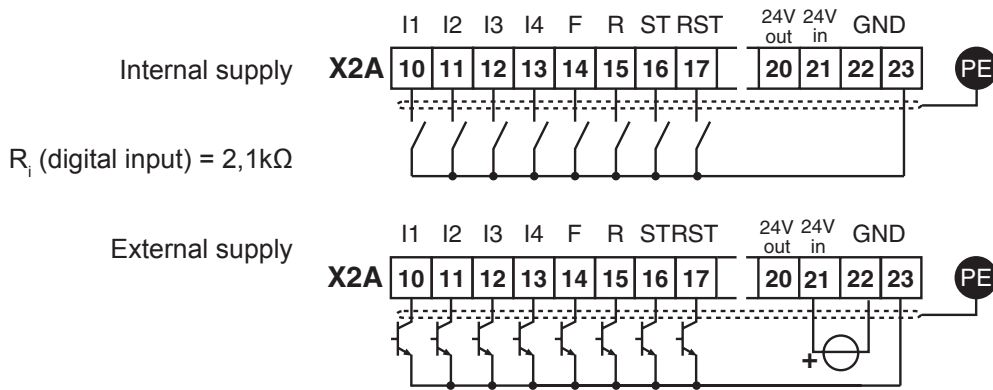 I1 I2 I3 I4 F R ST RST 24V out 24V in GND
Internal supply X2A 10 11 12 13 14 15 16 17 20 21 22 23 PE
Ri (digital input) = 2,1kΩ
I1 I2 I3 I4 F R ST RST 24V out 24V in GND
External supply
X2A 10 11 12 13 14 15 16 17 20 21 22 23 PE
+